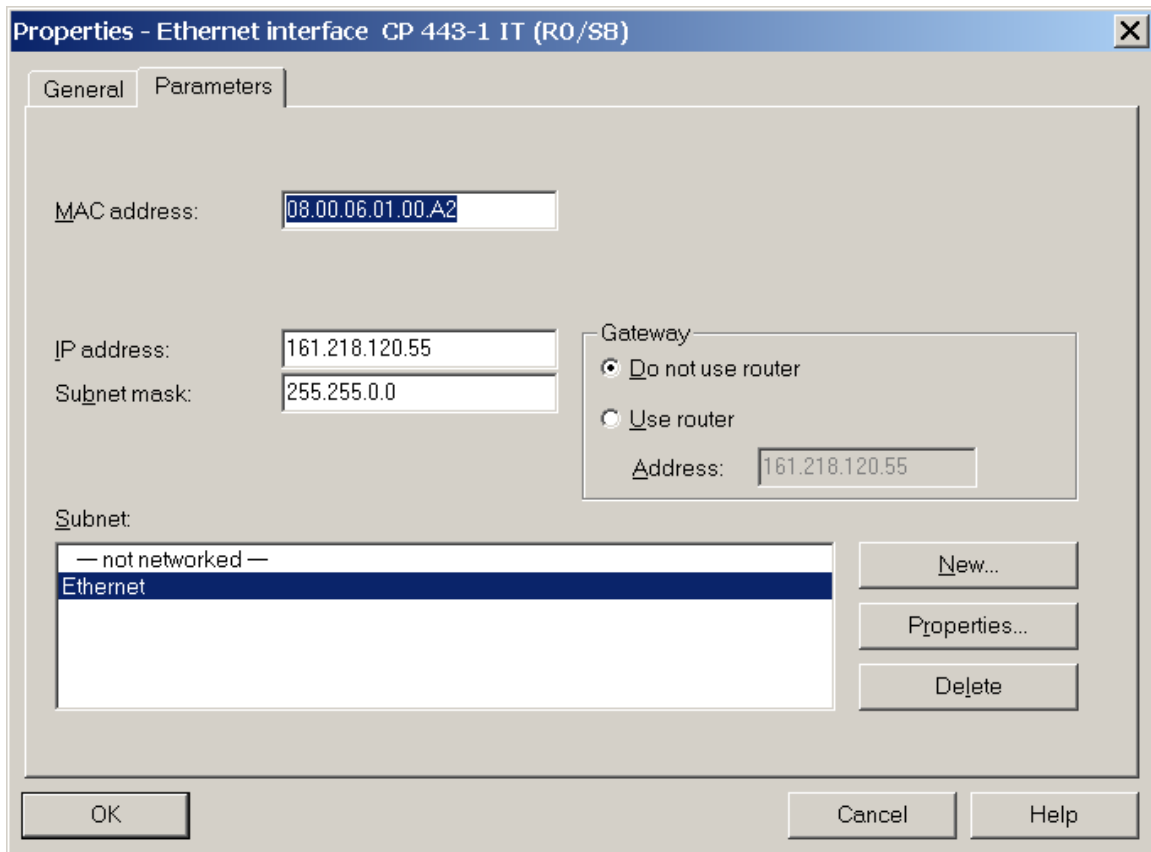 Properties - Ethernet interface CP 443-1 IT (R0/S8)
General
Parameters
MAC address:
08.00.06.01.00.A2
IP address:
161.218.120.55
Subnet mask:
255.255.0.0
Gateway
Do not use router
Use router
Address:
161.218.120.55
Subnet:
— not networked —
Ethernet
New...
Properties...
Delete
OK
Cancel
Help